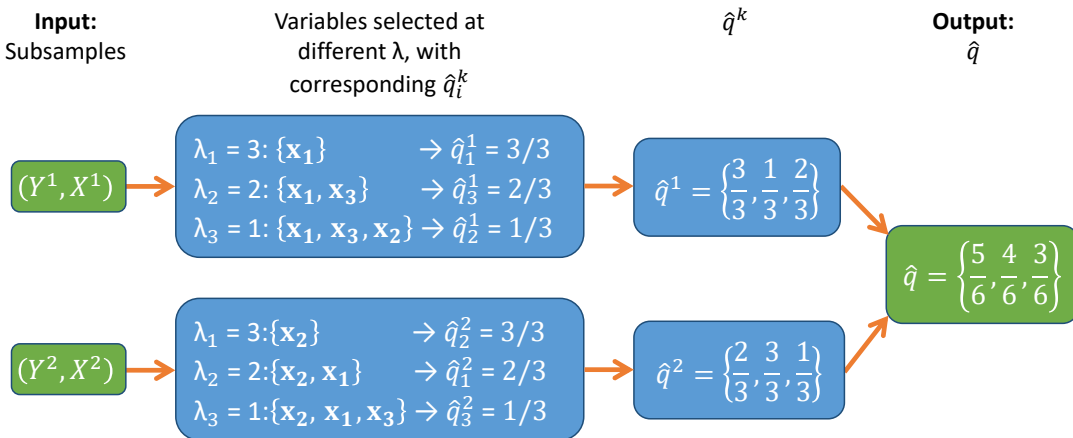 Input:
Subsamples
Variables selected at
different λ, with
corresponding q̂ᵢᵏ
q̂ᵏ
Output:
q̂
(Y¹, X¹)
λ₁ = 3: {x₁} → q̂₁¹ = 3/3
λ₂ = 2: {x₁, x₃} → q̂₃¹ = 2/3
λ₃ = 1: {x₁, x₃, x₂} → q̂₂¹ = 1/3
q̂¹ = {3/3, 1/3, 2/3}
(Y², X²)
λ₁ = 3:{x₂} → q̂₂² = 3/3
λ₂ = 2:{x₂, x₁} → q̂₁² = 2/3
λ₃ = 1:{x₂, x₁, x₃} → q̂₃² = 1/3
q̂² = {2/3, 3/3, 1/3}
q̂ = {5/6, 4/6, 3/6}